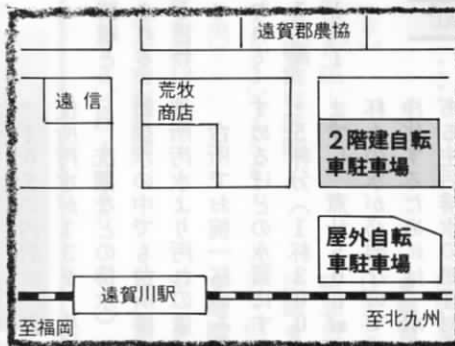 遠賀郡農協
遠信
荒牧
商店
２階建自転
車駐車場
屋外自転
車駐車場
遠賀川駅
至福岡
至北九州